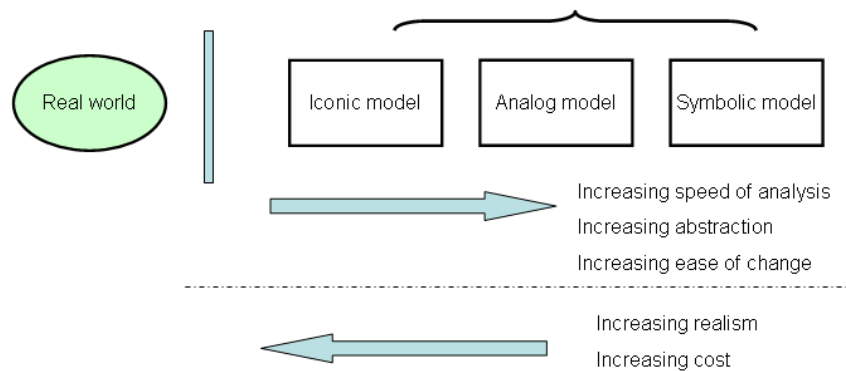 Real world
Iconic model
Analog model
Symbolic model
Increasing speed of analysis
Increasing abstraction
Increasing ease of change
Increasing realism
Increasing cost